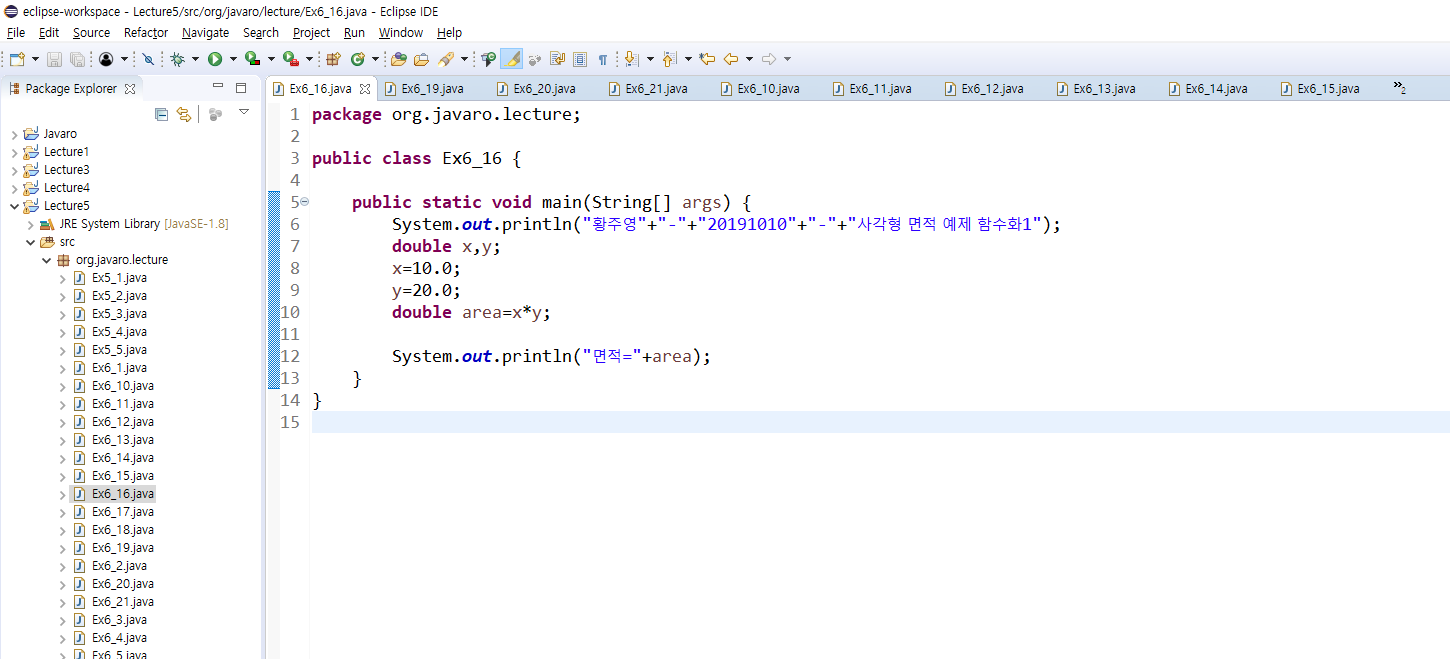 eclipse-workspace - Lecture5/src/org/javaro/lecture/Ex6_16.java - Eclipse IDE
File Edit Source Refactor Navigate Search Project Run Window Help
Package Explorer
Javaro
Lecture1
Lecture3
Lecture4
Lecture5
JRE System Library [JavaSE-1.8]
src
org.javaro.lecture
Ex5_1.java
Ex5_2.java
Ex5_3.java
Ex5_4.java
Ex5_5.java
Ex6_1.java
Ex6_10.java
Ex6_11.java
Ex6_12.java
Ex6_13.java
Ex6_14.java
Ex6_15.java
Ex6_16.java
Ex6_17.java
Ex6_18.java
Ex6_19.java
Ex6_2.java
Ex6_20.java
Ex6_21.java
Ex6_3.java
Ex6_4.java
Ex6_5.java
Ex6_16.java Ex6_19.java Ex6_20.java Ex6_21.java Ex6_10.java Ex6_11.java Ex6_12.java Ex6_13.java Ex6_14.java Ex6_15.java »2
1 package org.javaro.lecture;
2
3 public class Ex6_16 {
4
5 public static void main(String[] args) {
6 System.out.println("황주영"+"-"+"20191010"+"-"+"사각형 면적 예제 함수화1");
7 double x,y;
8 x=10.0;
9 y=20.0;
10 double area=x*y;
11
12 System.out.println("면적="+area);
13 }
14 }
15